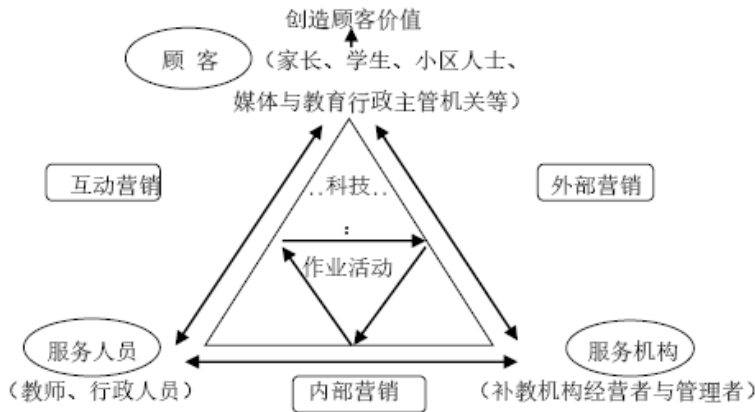 创造顾客价值
顾 客 (家长、学生、小区人士、
媒体与教育行政主管机关等)
互动营销
外部营销
..科技..
:
作业活动
服务人员
服务机构
(教师、行政人员)
内部营销
(补教机构经营者与管理者)